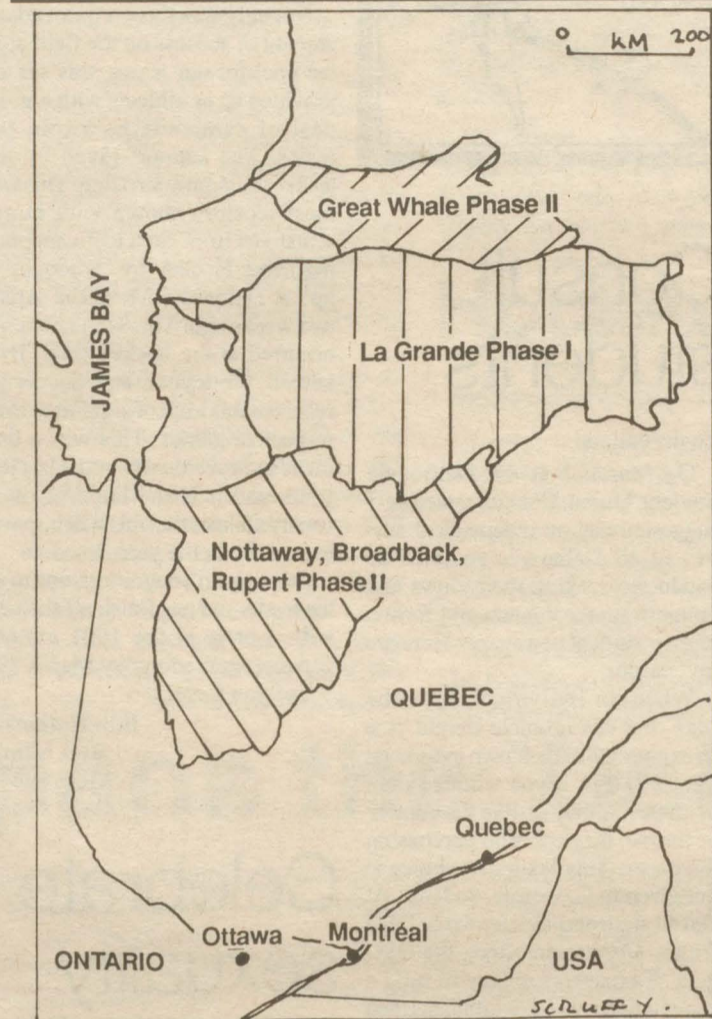 0 KM 200
Great Whale Phase II
JAMES BAY
La Grande Phase I
Nottaway, Broadback,
Rupert Phase II
QUEBEC
Quebec
Ottawa
Montréal
ONTARIO
USA
SCRUFFY.